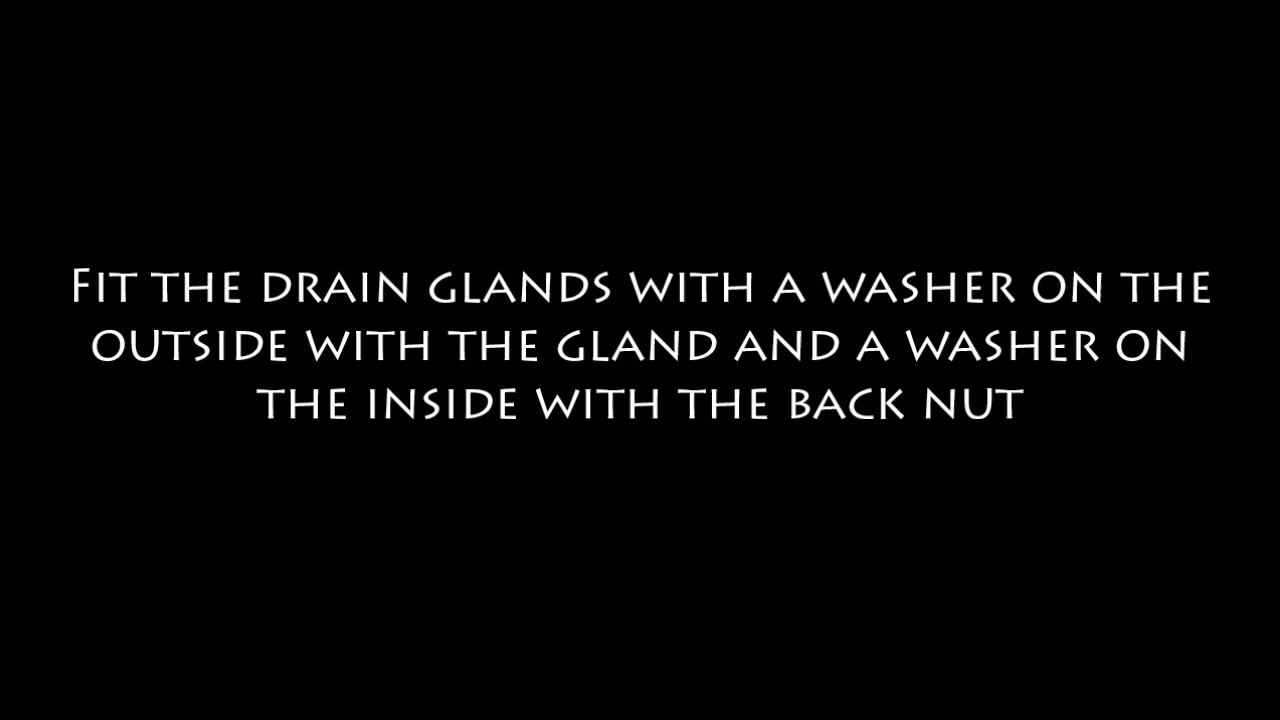 Fit the drain glands with a washer on the
outside with the gland and a washer on
the inside with the back nut